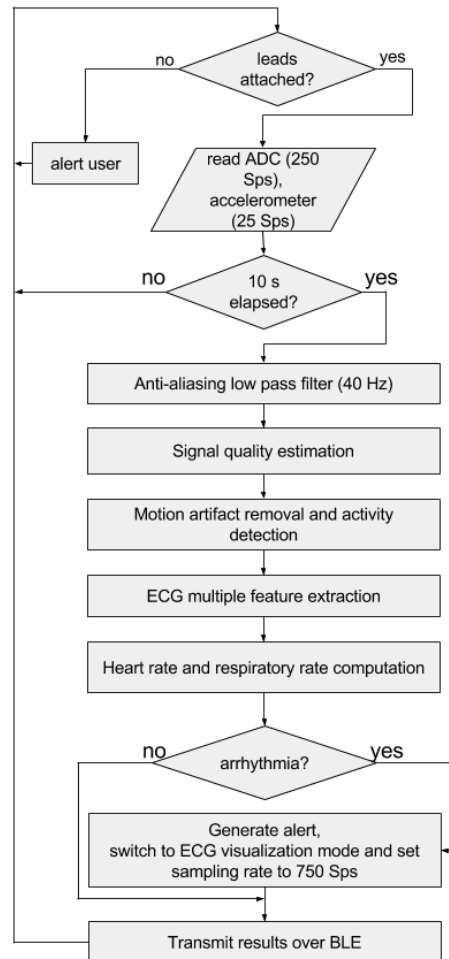 no
leads
attached?
yes
alert user
read ADC (250
Sps),
accelerometer
(25 Sps)
no
10 s
elapsed?
yes
Anti-aliasing low pass filter (40 Hz)
Signal quality estimation
Motion artifact removal and activity
detection
ECG multiple feature extraction
Heart rate and respiratory rate computation
no
arrhythmia?
yes
Generate alert,
switch to ECG visualization mode and set
sampling rate to 750 Sps
Transmit results over BLE